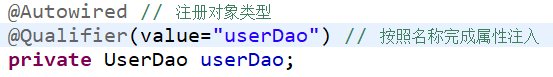 @Autowired // 注册对象类型
@Qualifier(value="userDao") // 按照名称完成属性注入
private UserDao userDao;